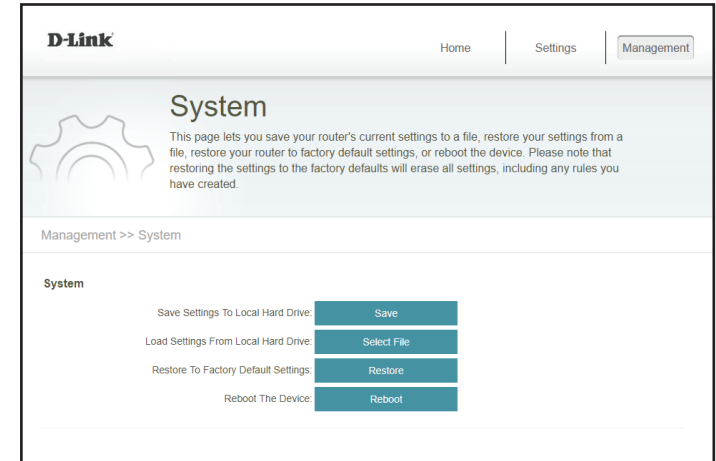 D-Link
Home Settings Management
System
This page lets you save your router's current settings to a file, restore your settings from a
file, restore your router to factory default settings, or reboot the device. Please note that
restoring the settings to the factory defaults will erase all settings, including any rules you
have created.
Management >> System
System
Save Settings To Local Hard Drive: Save
Load Settings From Local Hard Drive: Select File
Restore To Factory Default Settings: Restore
Reboot The Device: Reboot